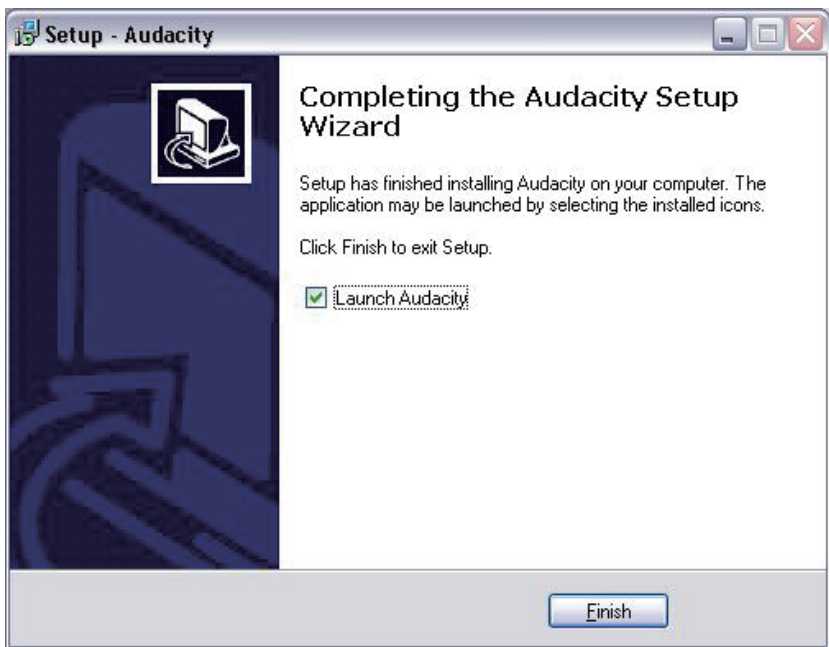 Setup - Audacity
Completing the Audacity Setup
Wizard
Setup has finished installing Audacity on your computer. The
application may be launched by selecting the installed icons.
Click Finish to exit Setup.
Launch Audacity
Finish